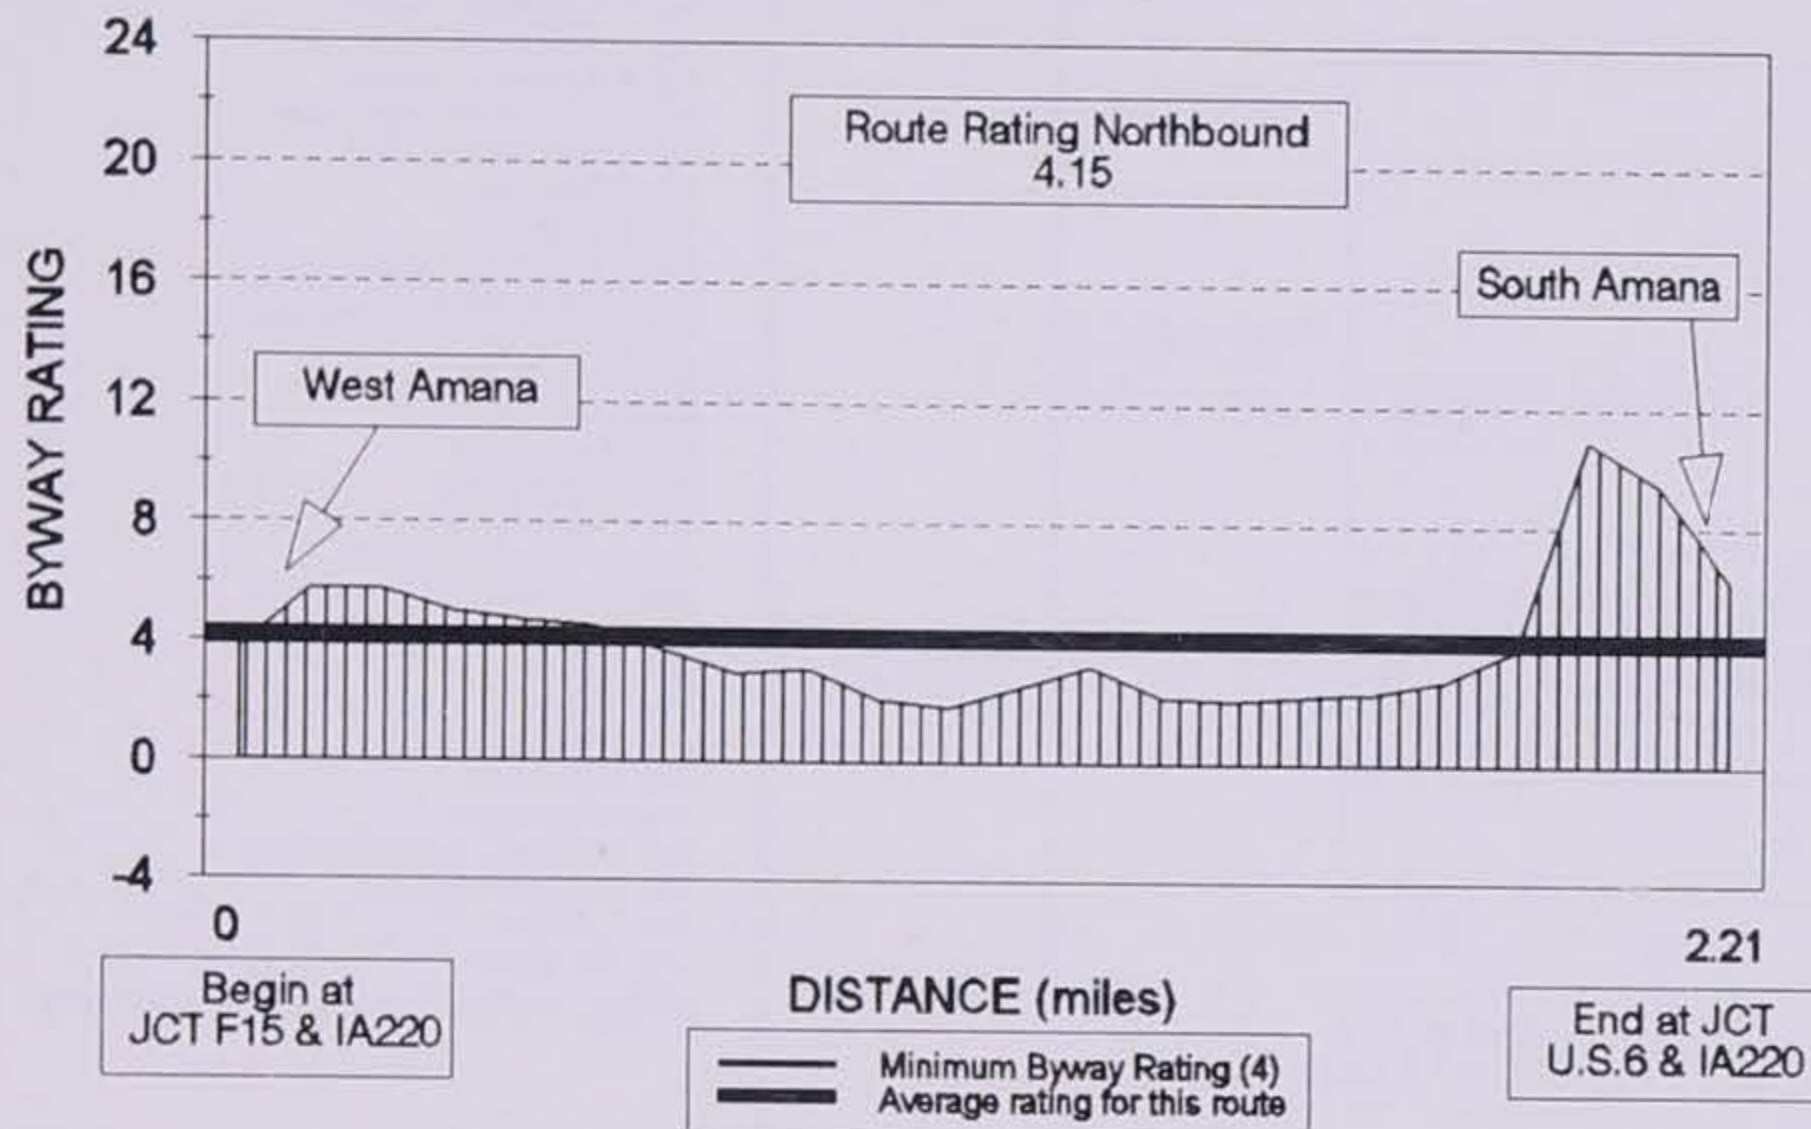 24
20
16
12
8
4
0
-4
BYWAY RATING
Route Rating Northbound
4.15
South Amana
West Amana
0
2.21
Begin at
JCT F15 & IA220
DISTANCE (miles)
End at JCT
U.S.6 & IA220
Minimum Byway Rating (4)
Average rating for this route